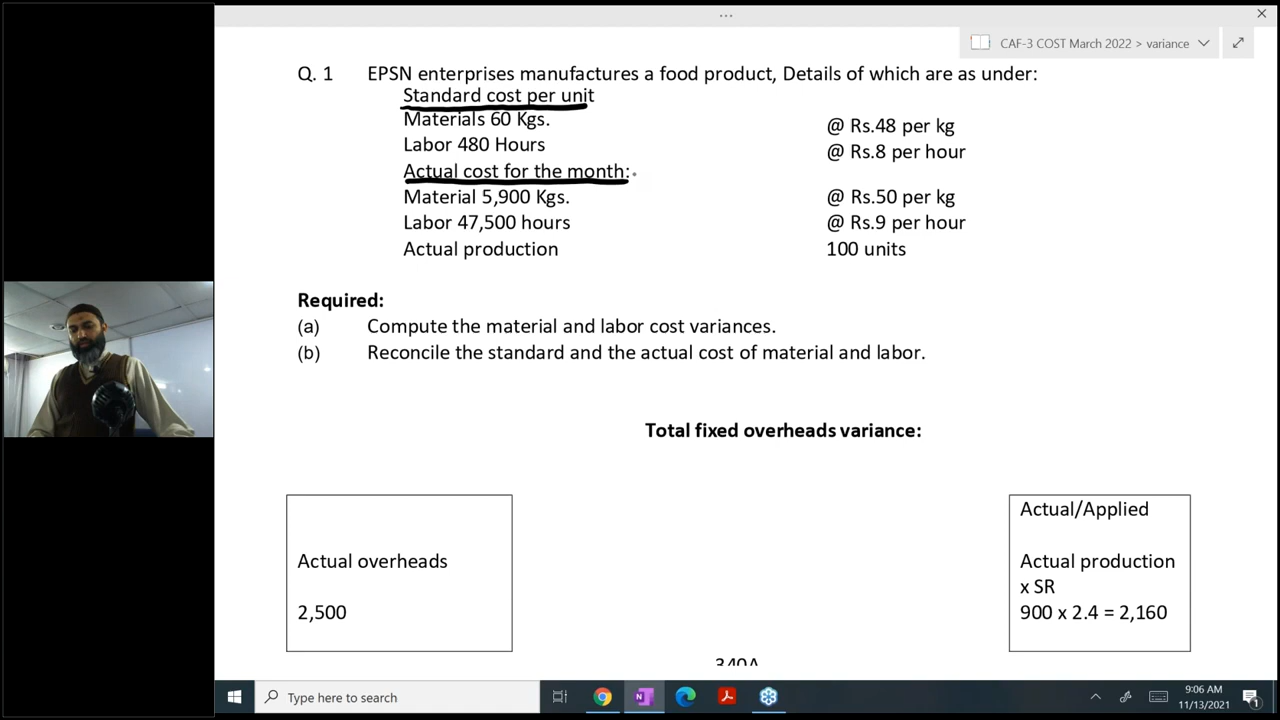 CAF-3 COST March 2022 > variance
Q. 1 EPSN enterprises manufactures a food product, Details of which are as under:
Standard cost per unit
Materials 60 Kgs. @ Rs.48 per kg
Labor 480 Hours @ Rs.8 per hour
Actual cost for the month:
Material 5,900 Kgs. @ Rs.50 per kg
Labor 47,500 hours @ Rs.9 per hour
Actual production 100 units
Required:
(a) Compute the material and labor cost variances.
(b) Reconcile the standard and the actual cost of material and labor.
Total fixed overheads variance:
Actual overheads
2,500
Actual/Applied
Actual production
x SR
900 x 2.4 = 2,160
340A
Type here to search
9:06 AM
11/13/2021
1